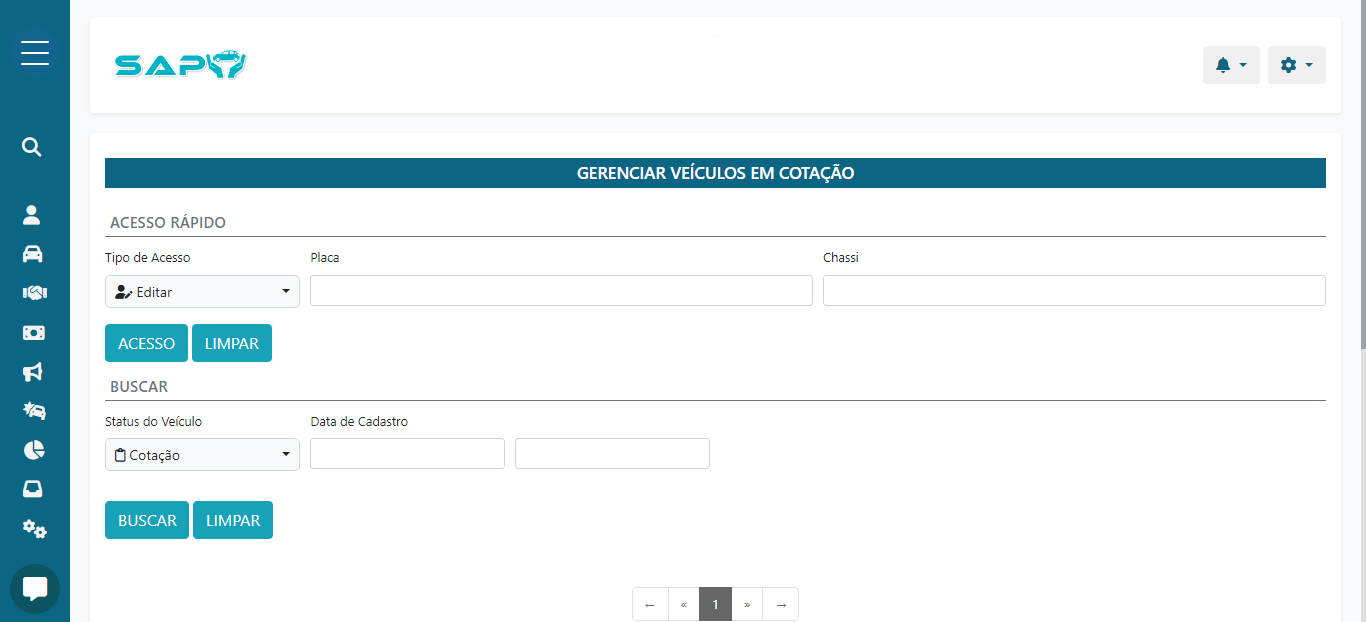 SAPY
GERENCIAR VEÍCULOS EM COTAÇÃO
ACESSO RÁPIDO
Tipo de Acesso Placa Chassi
Editar
ACESSO LIMPAR
BUSCAR
Status do Veículo Data de Cadastro
Cotação
BUSCAR LIMPAR
← « 1 » →